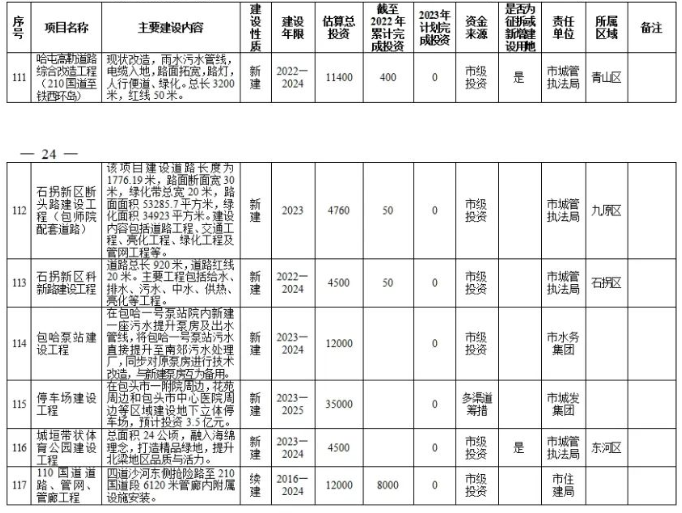 序号 项目名称 主要建设内容 建设性质 建设年限 估算总投资 截至2022年累计完成投资 2023年计划完成投资 资金来源 是否为征拆或新增建设用地 责任单位 所属区域 备注
111 哈屯高勒道路综合改造工程（210国道至铁西环岛） 现状改造，雨水污水管线，电缆入地，路面拓宽，路灯，人行便道、绿化。总长3200米，红线50米。 新建 2022—2024 11400 400 0 市级投资 是 市城管执法局 青山区
— 24 —
112 石拐新区断头路建设工程（包师院配套道路） 该项目建设道路长度为1776.19米，路面断面宽30米，绿化带总宽20米，路面面积53285.7平方米，绿化面积34923平方米。建设内容包括道路工程、交通工程、亮化工程、绿化工程及管网工程等。 新建 2023 4760 50 0 市级投资 市城管执法局 九原区
113 石拐新区科新路建设工程 道路总长920米，道路红线20米。主要工程包括给水、排水、污水、中水、供热、亮化等工程。 新建 2022—2024 4500 50 0 市级投资 市城管执法局 石拐区
114 包哈泵站建设工程 在包哈一号泵站院内新建一座污水提升泵房及出水管线，将包哈一号泵站污水直接提升至南郊污水处理厂，同步对原泵房进行技术改造，与新建泵房互为备用。 新建 2023—2024 12000 0 市级投资 市水务集团
115 停车场建设工程 在包头市一附院周边，花苑周边和包头市中心医院周边等区域建设地下立体停车场，预计投资3.5亿元。 新建 2023—2025 35000 0 多渠道筹措 市城发集团
116 城垣带状体育公园建设工程 总面积24公顷，融入海绵理念，打造精品绿地，提升北梁地区品质与活力。 新建 2023—2024 4500 0 市级投资 是 市城管执法局 东河区
117 110国道道路、管网、管廊工程 四道沙河东侧抢险路至210国道段6120米管廊内附属设施安装。 续建 2016—2024 12000 8000 0 市级投资 市住建局